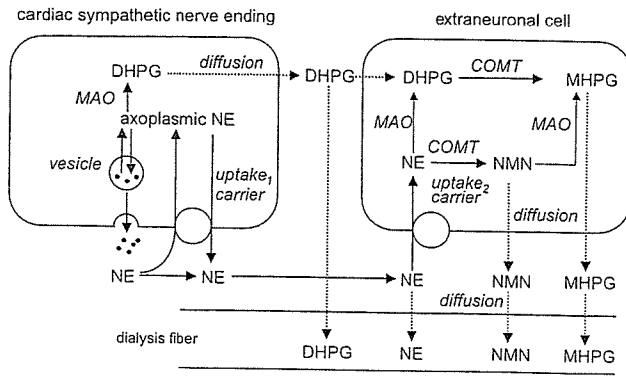 cardiac sympathetic nerve ending
extraneuronal cell
DHPG diffusion DHPG DHPG COMT MHPG
MAO
axoplasmic NE
MAO
MAO
vesicle
uptake1
carrier
NE COMT NMN
uptake2
carrier
diffusion
NE NE NE NMN MHPG
diffusion
dialysis fiber
DHPG NE NMN MHPG